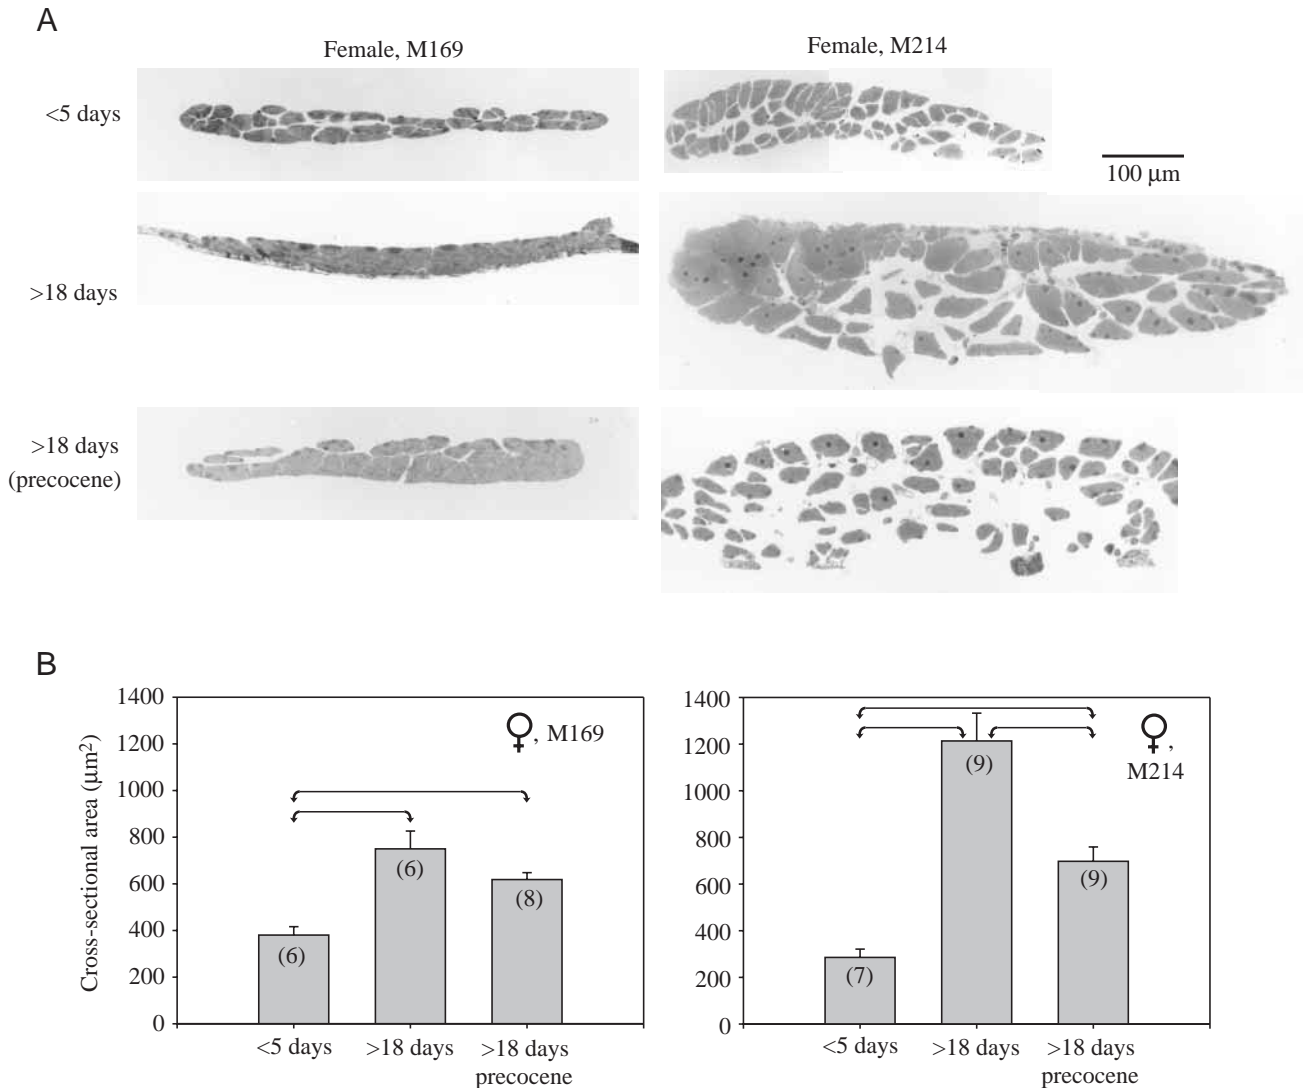 A
Female, M169
Female, M214
<5 days
100 μm
>18 days
>18 days
(precocene)
B
Cross-sectional area (μm²)
1400
1200
1000
800
600
400
200
0
♀, M169
(6)
(6)
(8)
<5 days
>18 days
>18 days
precocene
1400
1200
1000
800
600
400
200
0
♀,
M214
(7)
(9)
(9)
<5 days
>18 days
>18 days
precocene